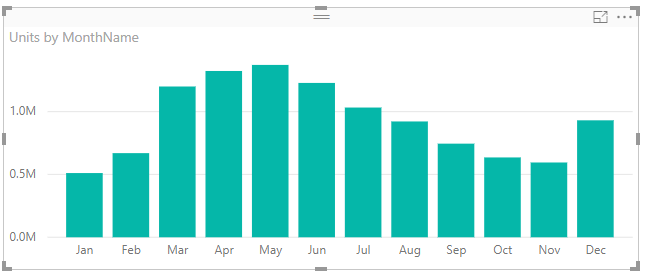 Units by MonthName
1.0M
0.5M
0.0M
Jan Feb Mar Apr May Jun Jul Aug Sep Oct Nov Dec